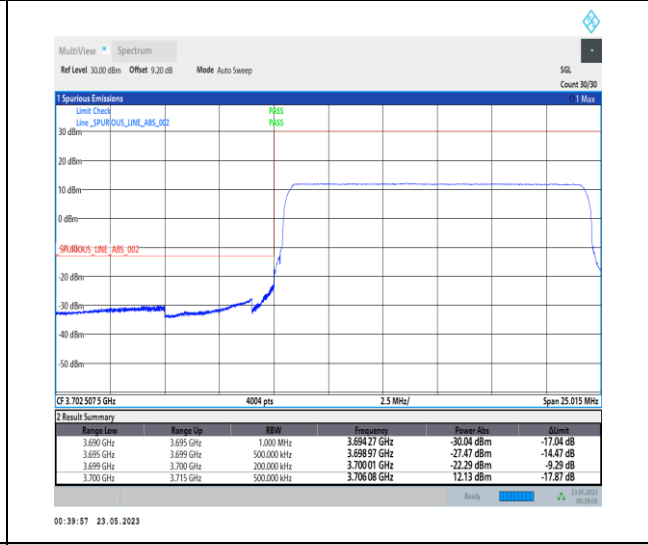 MultiView Spectrum
Ref Level 30.00 dBm Offset 9.20 dB Mode Auto Sweep SGL
Count 30/30
1 Spurious Emissions 1 Max
Limit Check PASS
Line _SPURIOUS_LINE_ABS_002 PASS
30 dBm
20 dBm
10 dBm
0 dBm
_SPURIOUS_LINE_ABS_002
-20 dBm
-30 dBm
-40 dBm
-50 dBm
CF 3.702 507 5 GHz 4004 pts 2.5 MHz/ Span 25.015 MHz
2 Result Summary
Range Low Range Up RBW Frequency Power Abs ΔLimit
3.690 GHz 3.695 GHz 1.000 MHz 3.694 27 GHz -30.04 dBm -17.04 dB
3.695 GHz 3.699 GHz 500.000 kHz 3.698 97 GHz -27.47 dBm -14.47 dB
3.699 GHz 3.700 GHz 200.000 kHz 3.700 01 GHz -22.29 dBm -9.29 dB
3.700 GHz 3.715 GHz 500.000 kHz 3.706 08 GHz 12.13 dBm -17.87 dB
Ready 23.05.2023
00:39:56
00:39:57 23.05.2023